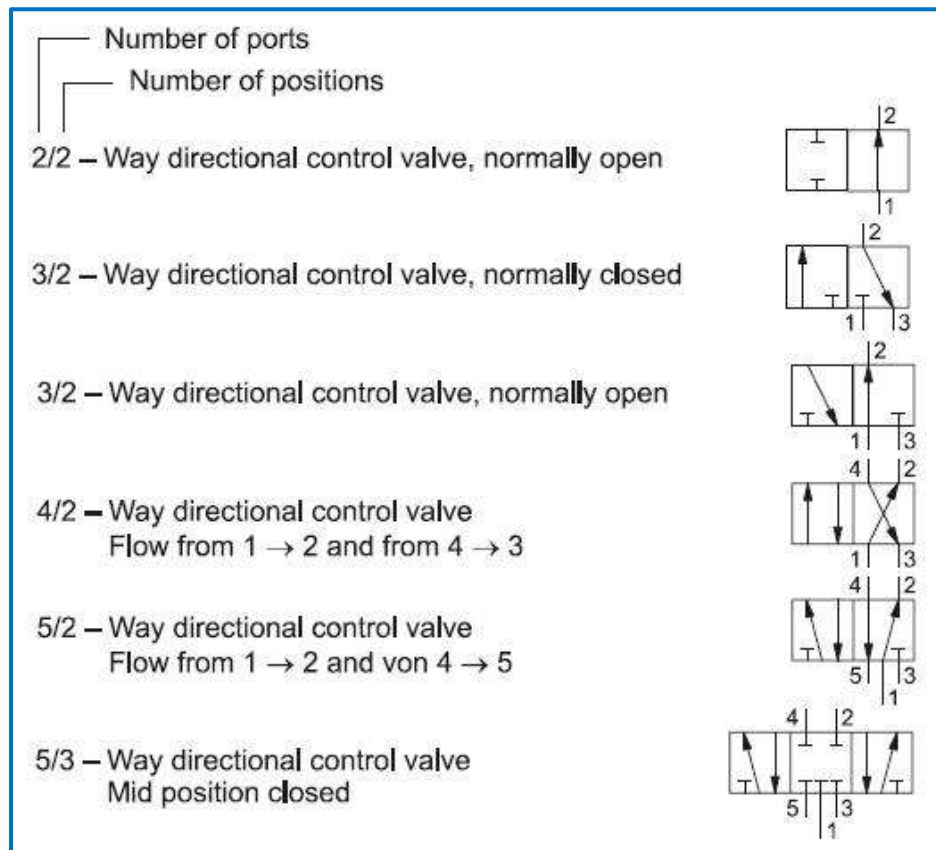 Number of ports
Number of positions
2/2 – Way directional control valve, normally open
2
1
3/2 – Way directional control valve, normally closed
2
1 3
3/2 – Way directional control valve, normally open
2
1 3
4/2 – Way directional control valve
Flow from 1 → 2 and from 4 → 3
4 2
1 3
5/2 – Way directional control valve
Flow from 1 → 2 and von 4 → 5
4 2
5 3
1
5/3 – Way directional control valve
Mid position closed
4 2
5 3
1